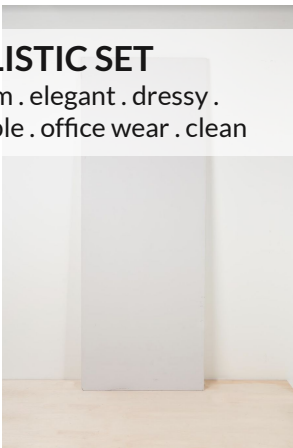 LISTIC SET
m . elegant . dressy .
ble . office wear . clean